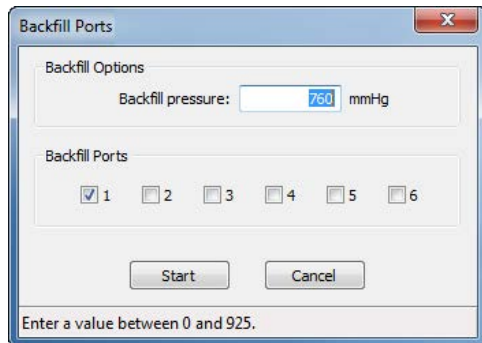 Backfill Ports
Backfill Options
Backfill pressure: 760 mmHg
Backfill Ports
1 2 3 4 5 6
Start Cancel
Enter a value between 0 and 925.